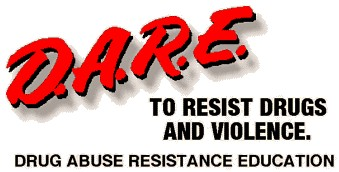 D.A.R.E.
TO RESIST DRUGS
AND VIOLENCE.
DRUG ABUSE RESISTANCE EDUCATION